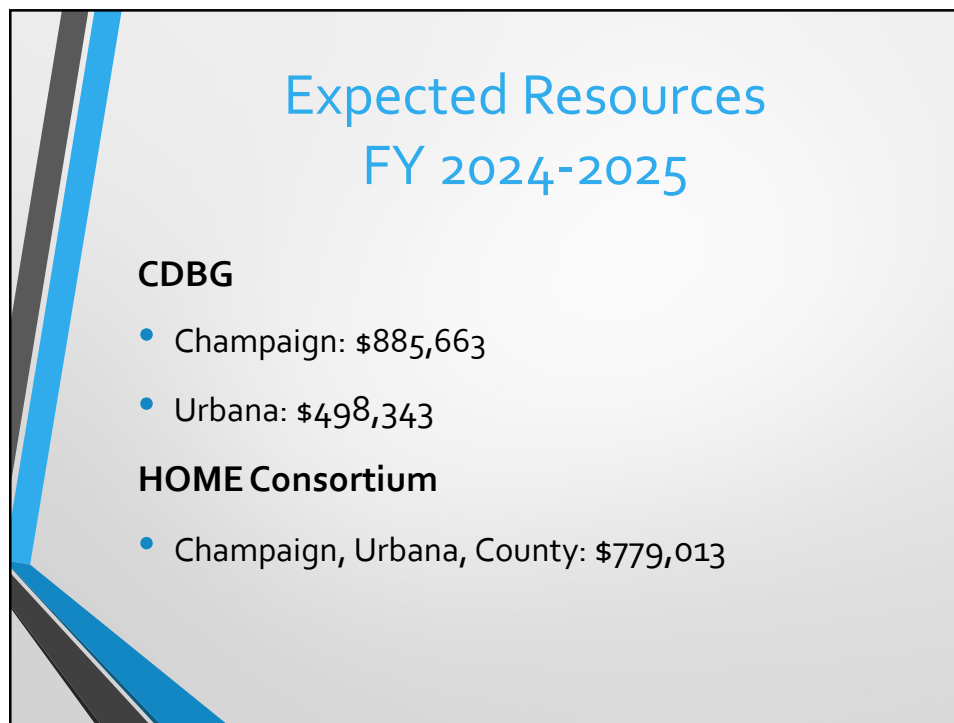 Expected Resources
FY 2024-2025
CDBG
• Champaign: $885,663
• Urbana: $498,343
HOME Consortium
• Champaign, Urbana, County: $779,013